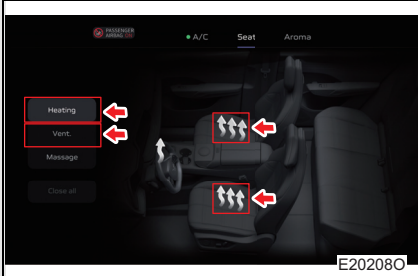 PASSENGER
AIRBAG ON
A/C
Seat
Aroma
Heating
Vent.
Massage
Close all
E20208O